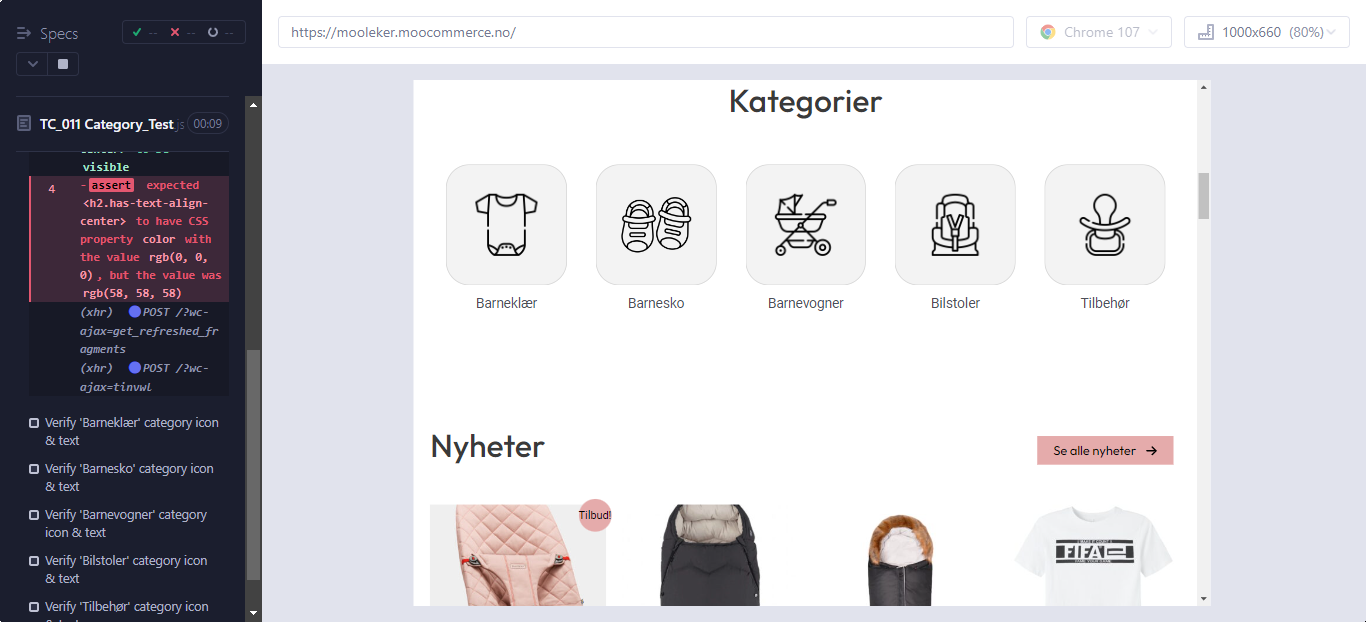 Specs
--
--
--
https://mooleker.moocommerce.no/
Chrome 107
1000x660 (80%)
TC_011 Category_Test.js
00:09
visible
4
-assert expected
<h2.has-text-align-
center> to have CSS
property color with
the value rgb(0, 0,
0), but the value was
rgb(58, 58, 58)
(xhr) POST /?wc-
ajax=get_refreshed_fr
agments
(xhr) POST /?wc-
ajax=tinvwl
Verify 'Barneklær' category icon
& text
Verify 'Barnesko' category icon
& text
Verify 'Barnevogner' category
icon & text
Verify 'Bilstoler' category icon
& text
Verify 'Tilbehør' category icon
Kategorier
Barneklær
Barnesko
Barnevogner
Bilstoler
Tilbehør
Nyheter
Se alle nyheter
Tilbud!
FIFA